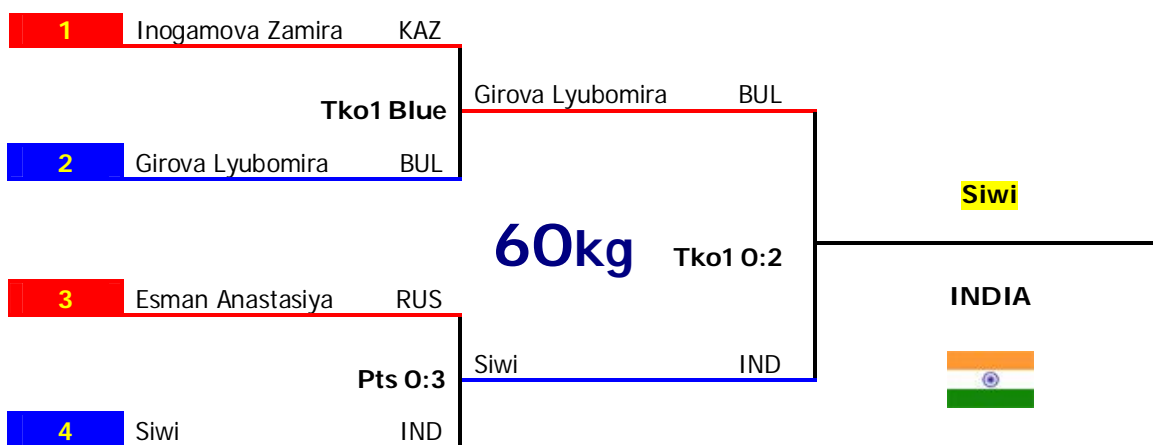 1 Inogamova Zamira KAZ
Girova Lyubomira BUL
Tko1 Blue
2 Girova Lyubomira BUL
Siwi
60kg Tko1 0:2
3 Esman Anastasiya RUS
INDIA
Siwi IND
Pts 0:3
4 Siwi IND